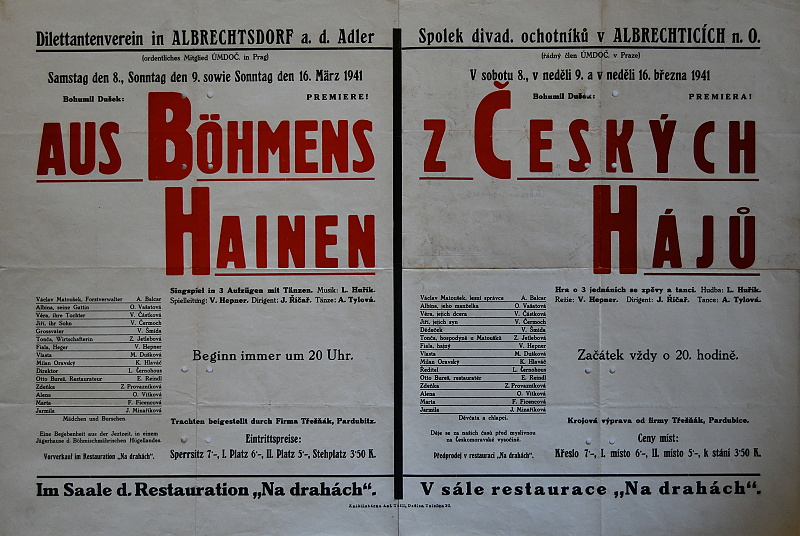 Dilettantenverein in ALBRECHTSDORF a. d. Adler
(ordentliches Mitglied ÚMDOČ. in Prag)
Samstag den 8., Sonntag den 9. sowie Sonntag den 16. März 1941
Bohumil Dušek: PREMIERE!
AUS BÖHMENS
HAINEN
Singspiel in 3 Aufzügen mit Tänzen. Musik: L. Huřík.
Spielleitung: V. Hepner. Dirigent: J. Říčař. Tänze: A. Tylová.
Václav Matoušek, Forstverwalter A. Balcar
Albina, seine Gattin O. Vašatová
Věra, ihre Tochter V. Částková
Jiří, ihr Sohn V. Čermoch
Grossvater V. Šmída
Tonča, Wirtschafterin Z. Jetlebová
Fiala, Heger V. Hepner
Vlasta M. Dušková
Milan Oravský K. Hlaváč
Direktor L. Černohous
Otto Bureš, Restaurateur E. Reindl
Zdeňka Z. Provazníková
Alena O. Vítková
Marta F. Ficencová
Jarmila J. Minaříková
Mädchen und Burschen.
Beginn immer um 20 Uhr.
Eine Begebenheit aus der Jetztzeit, in einem
Jägerhause d. Böhmischmährischen Hügellandes.
Vorverkauf im Restauration „Na drahách“.
Trachten beigestellt durch Firma Třešňák, Pardubitz.
Eintrittspreise:
Sperrsitz 7·-, I. Platz 6·-, II. Platz 5·-, Stehplatz 3·50 K.
Im Saale d. Restauration „Na drahách“.
Spolek divad. ochotníků v ALBRECHTICÍCH n. O.
(řádný člen ÚMDOČ. v Praze)
V sobotu 8., v neděli 9. a v neděli 16. března 1941
Bohumil Dušek: PREMIÉRA!
Z ČESKÝCH
HÁJŮ
Hra o 3 jednáních se zpěvy a tanci. Hudba: L. Huřík.
Režie: V. Hepner. Dirigent: J. Říčař. Tance: A. Tylová.
Václav Matoušek, lesní správce A. Balcar
Albina, jeho manželka O. Vašatová
Věra, jejich dcera V. Částková
Jiří, jejich syn V. Čermoch
Dědeček V. Šmída
Tonča, hospodyně u Matoušků Z. Jetlebová
Fiala, hajný V. Hepner
Vlasta M. Dušková
Milan Oravský K. Hlaváč
Ředitel L. Černohous
Otto Bureš, restauratér E. Reindl
Zdeňka Z. Provazníková
Alena O. Vítková
Marta F. Ficencová
Jarmila J. Minaříková
Děvčata a chlapci.
Začátek vždy o 20. hodině.
Děje se na našich časů před myslivnou
na Českomoravské vysočině.
Předprodej v restauraci „Na drahách“.
Krojová výprava od firmy Třešňák, Pardubice.
Ceny míst:
Křeslo 7·-, I. místo 6·-, II. místo 5·-, k stání 3·50 K.
V sále restaurace „Na drahách“.